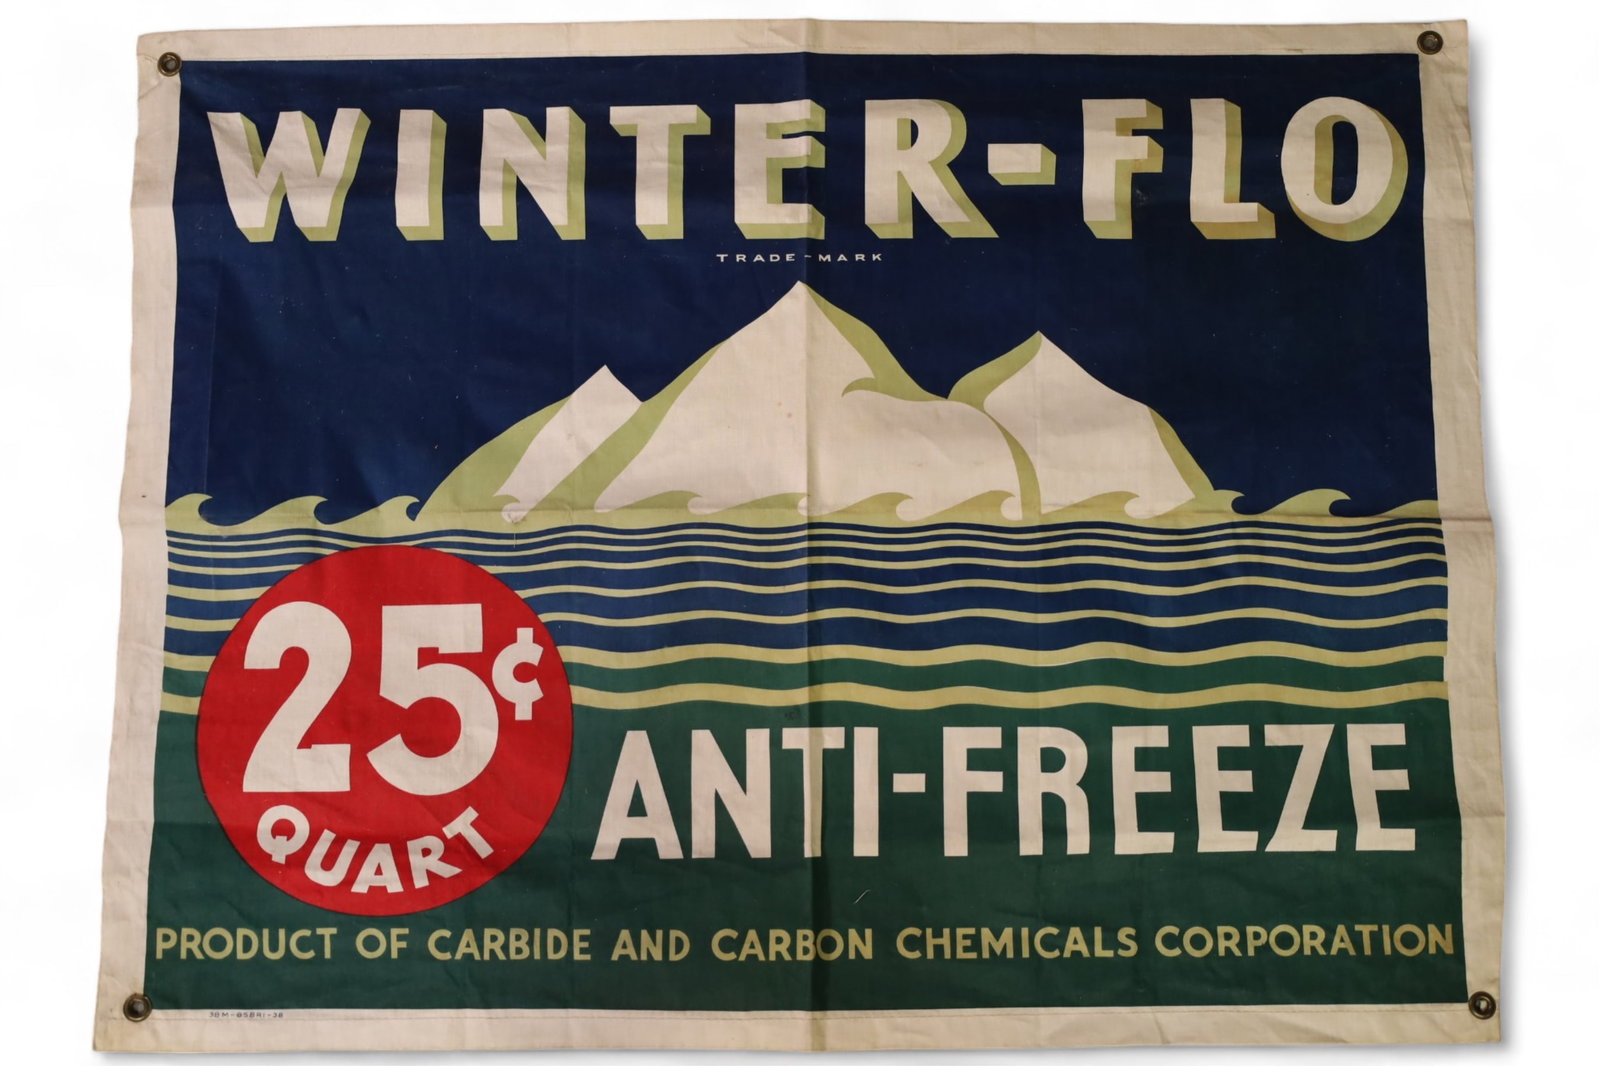 WINTER-FLO
TRADE-MARK
25¢
QUART
ANTI-FREEZE
PRODUCT OF CARBIDE AND CARBON CHEMICALS CORPORATION